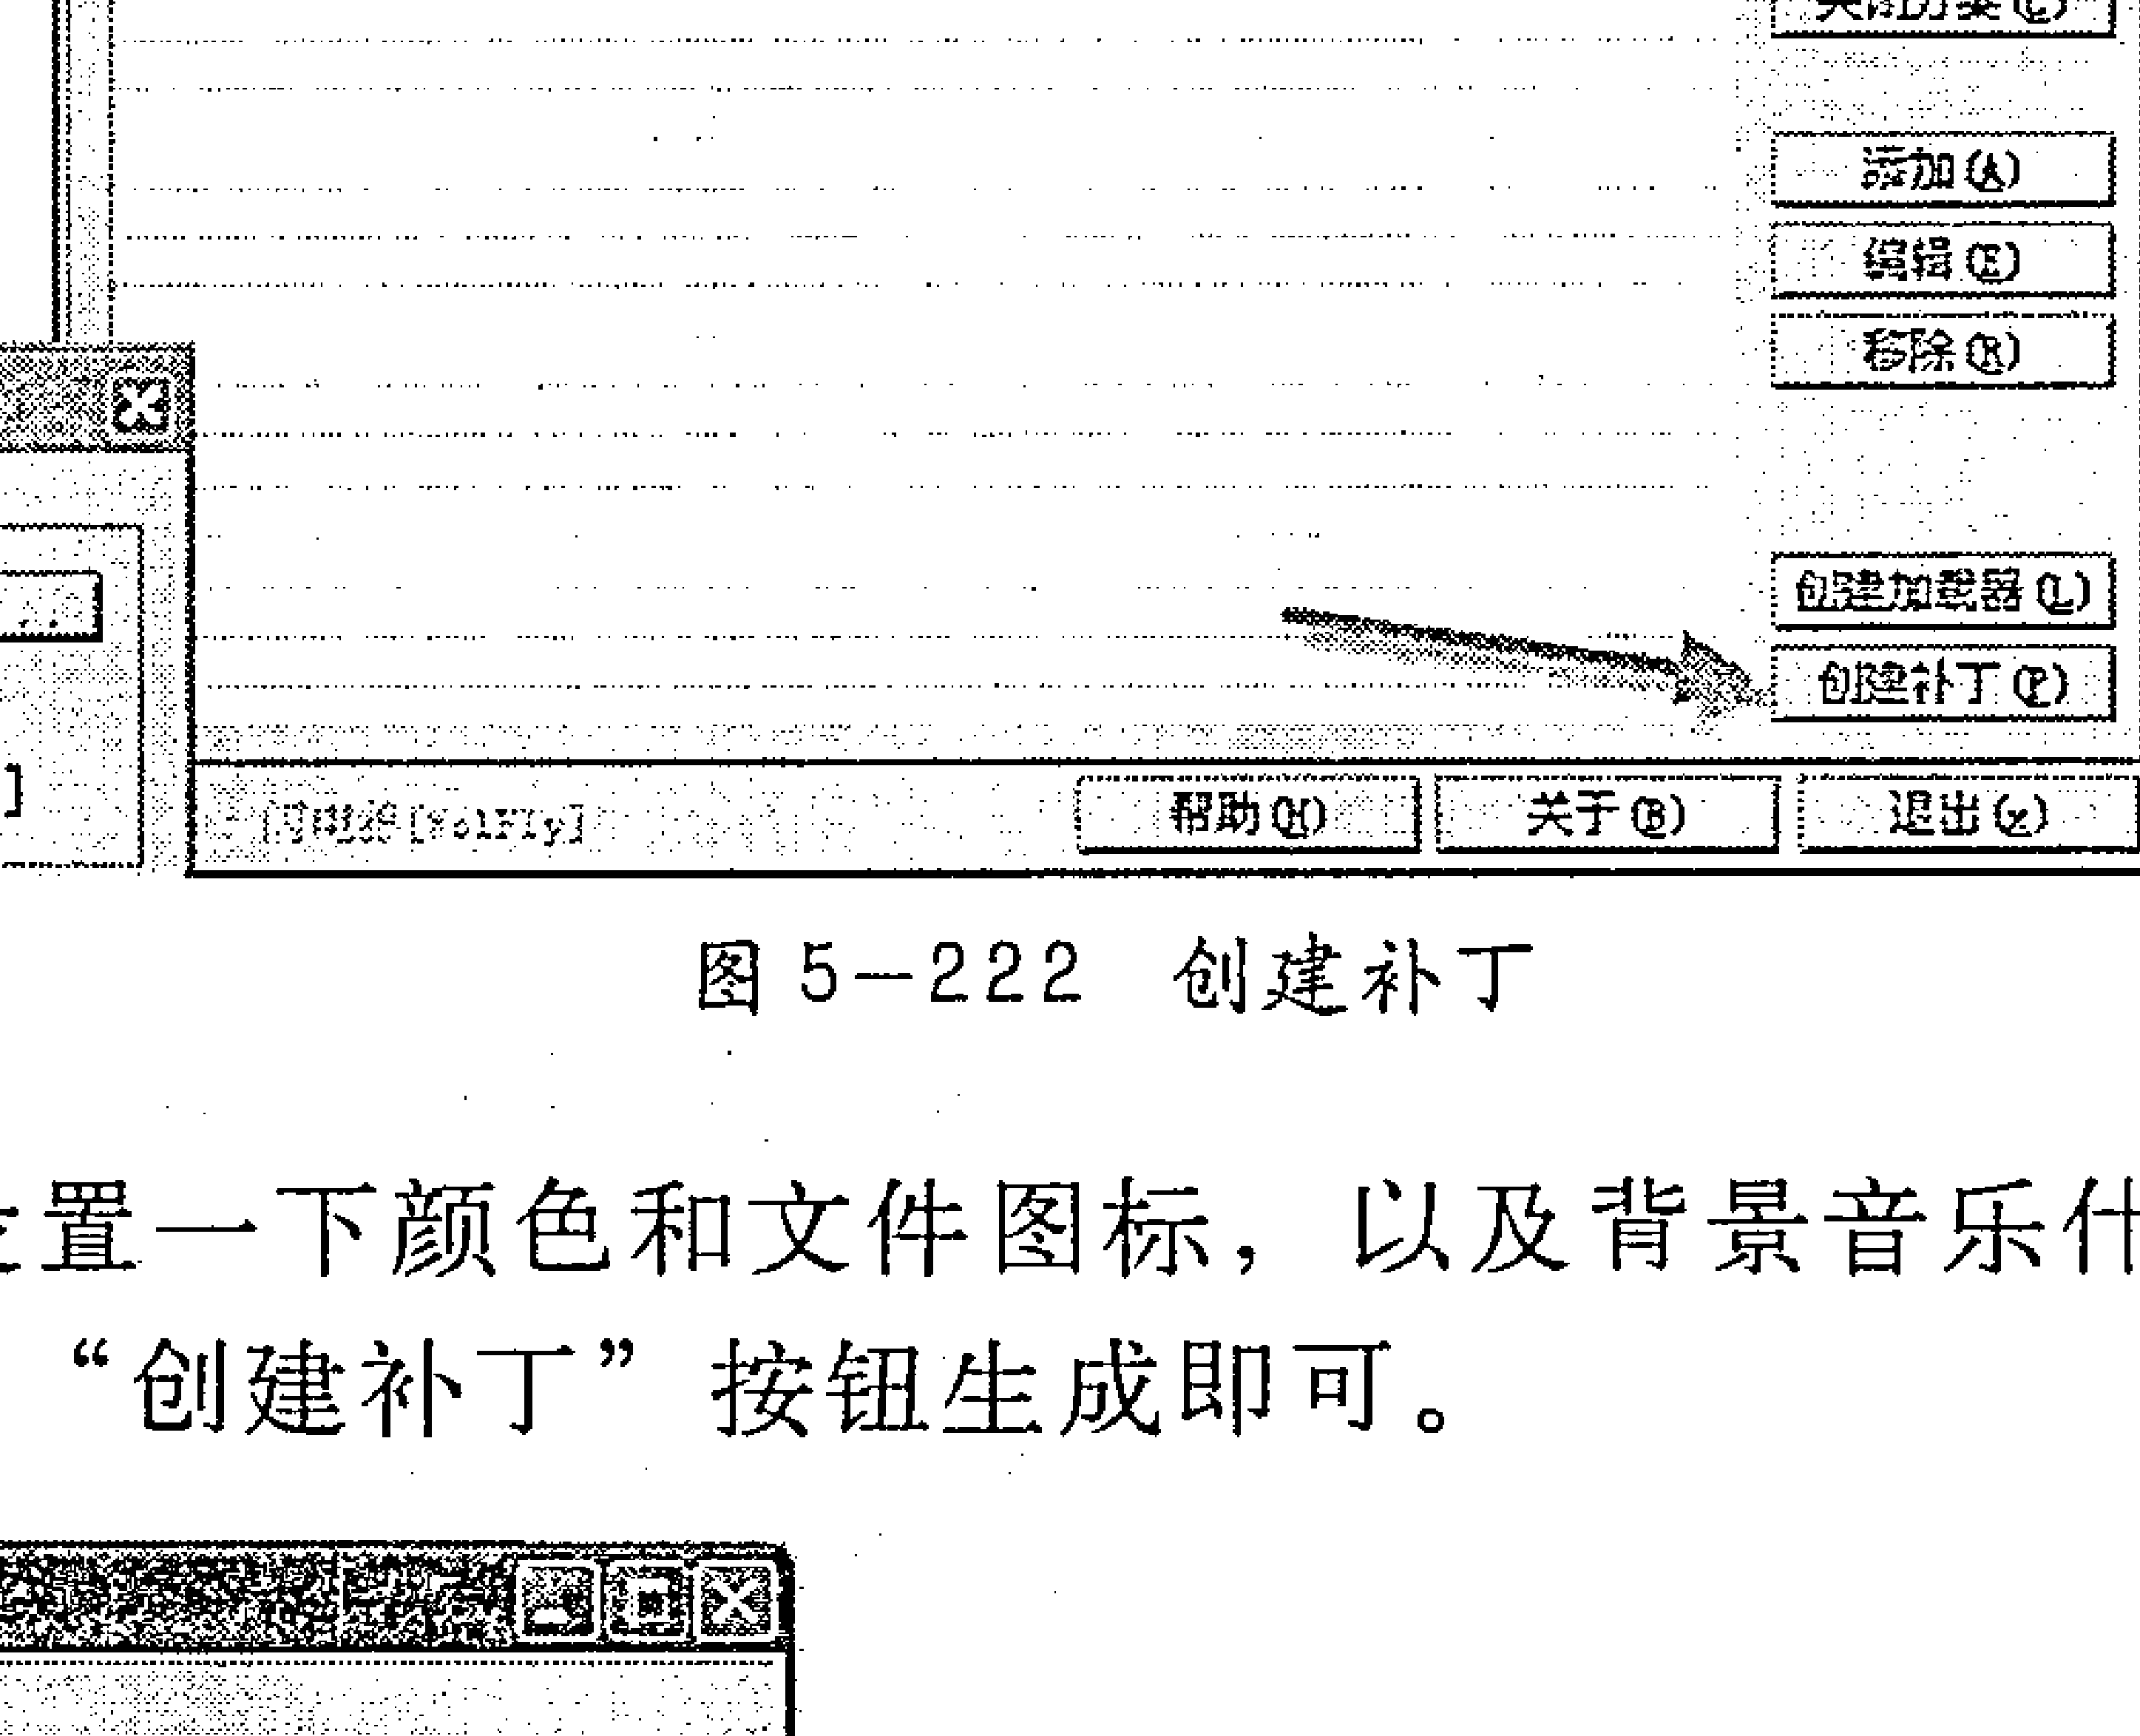 添加(A)
编辑(E)
移除(R)
创建加载器(L)
创建补丁(P)
]
[YolFly]
帮助(H) 关于(B) 退出(X)
图 5-222 创建补丁
置一下颜色和文件图标，以及背景音乐什
“创建补丁”按钮生成即可。